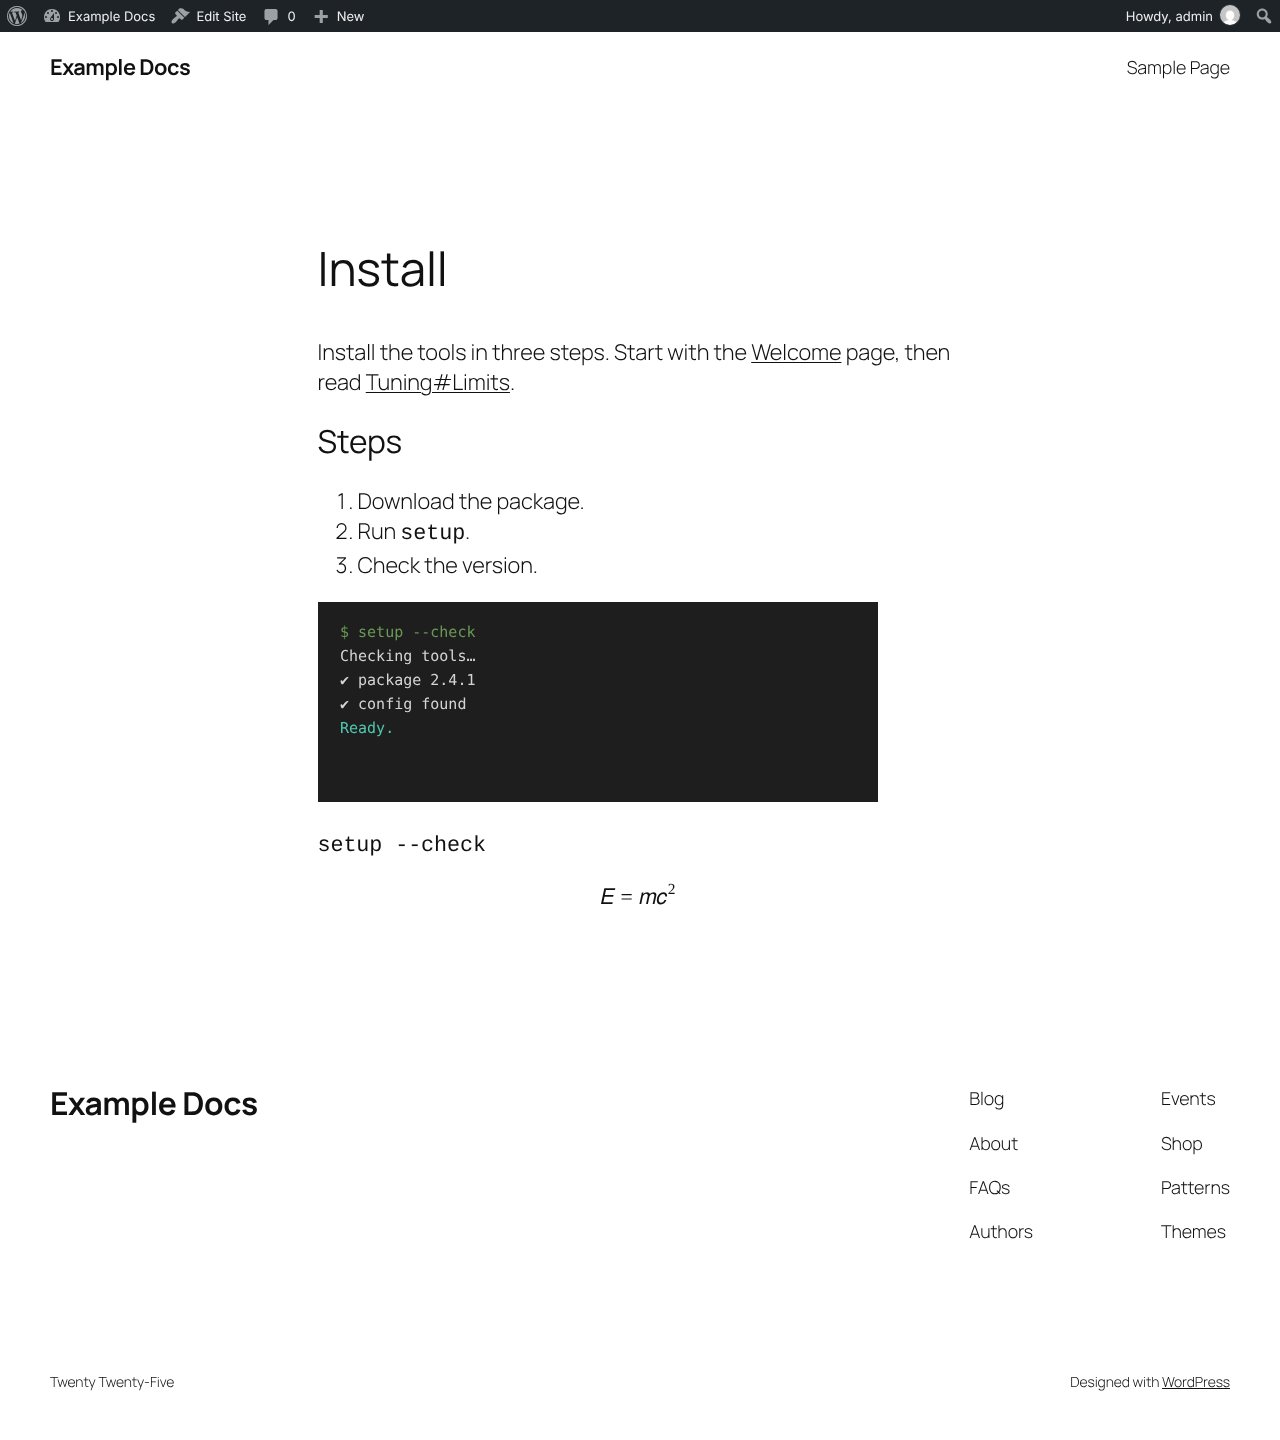 Example Docs Edit Site 0 New Howdy, admin
Example Docs Sample Page
Install
Install the tools in three steps. Start with the Welcome page, then
read Tuning#Limits.
Steps
1. Download the package.
2. Run setup.
3. Check the version.
$ setup --check
Checking tools…
✔ package 2.4.1
✔ config found
Ready.
setup --check
E = mc²
Example Docs
Blog
About
FAQs
Authors
Events
Shop
Patterns
Themes
Twenty Twenty-Five
Designed with WordPress